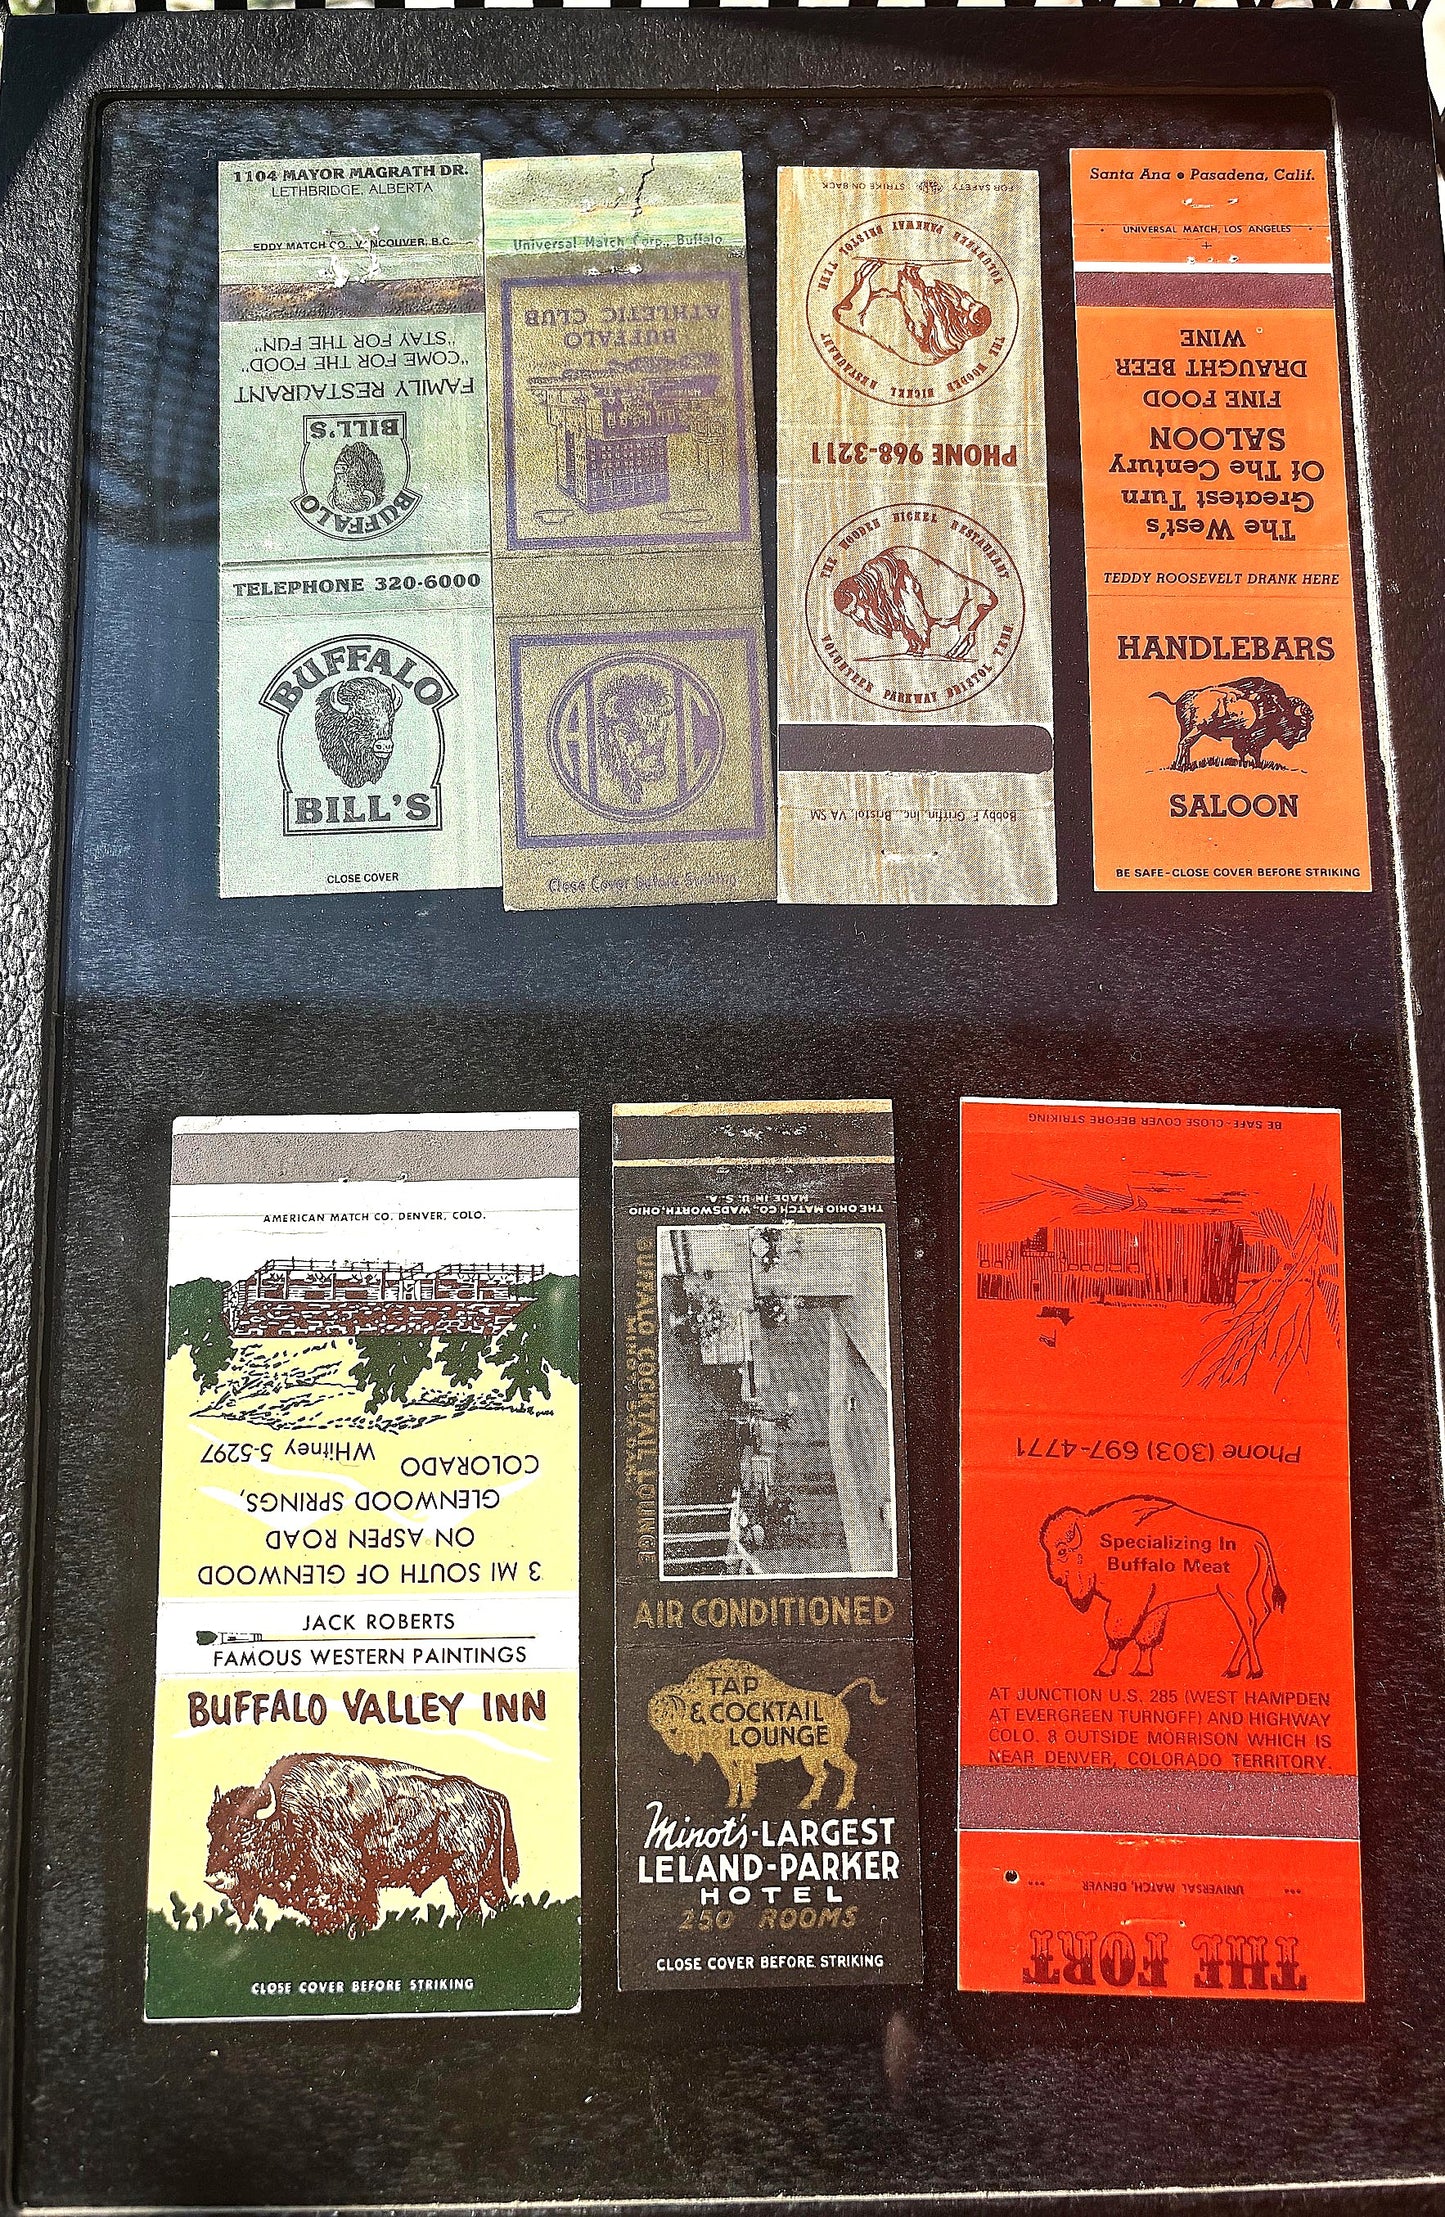 1104 MAYOR MAGRATH DR.
LETHBRIDGE, ALBERTA
EDDY MATCH CO., VANCOUVER, B.C.
"STAY FOR THE FUN"
"COME FOR THE FOOD"
FAMILY RESTAURANT
BILL'S
BUFFALO
TELEPHONE 320-6000
BUFFALO
BILL'S
CLOSE COVER
Universal Match Corp., Buffalo
BUFFALO
ATHLETIC CLUB
A C
Close Cover Before Striking
FOR SAFETY STRIKE ON BACK
THE WOODEN NICKEL RESTAURANT
VOLUNTEER PARKWAY BRISTOL TENN
PHONE 968-3211
THE WOODEN NICKEL RESTAURANT
VOLUNTEER PARKWAY BRISTOL TENN
Bobby F. Griffin, Inc., Bristol, VA SM
Santa Ana • Pasadena, Calif.
UNIVERSAL MATCH, LOS ANGELES
The West's
Greatest Turn
Of The Century
SALOON
FINE FOOD
DRAUGHT BEER
WINE
TEDDY ROOSEVELT DRANK HERE
HANDLEBARS
SALOON
BE SAFE-CLOSE COVER BEFORE STRIKING
AMERICAN MATCH CO. DENVER, COLO.
3 MI SOUTH OF GLENWOOD
ON ASPEN ROAD
GLENWOOD SPRINGS,
COLORADO
WHitney 5-5297
JACK ROBERTS
FAMOUS WESTERN PAINTINGS
BUFFALO VALLEY INN
CLOSE COVER BEFORE STRIKING
THE OHIO MATCH CO., WADSWORTH, OHIO
MADE IN U.S.A.
BUFFALO COCKTAIL LOUNGE
AIR CONDITIONED
TAP
& COCKTAIL
LOUNGE
Minot's-LARGEST
LELAND-PARKER
HOTEL
250 ROOMS
CLOSE COVER BEFORE STRIKING
BE SAFE-CLOSE COVER BEFORE STRIKING
Phone (303) 697-4771
Specializing In
Buffalo Meat
AT JUNCTION U.S. 285 (WEST HAMPDEN
AT EVERGREEN TURNOFF) AND HIGHWAY
COLO. 8 OUTSIDE MORRISON WHICH IS
NEAR DENVER, COLORADO TERRITORY.
UNIVERSAL MATCH, DENVER
THE FORT